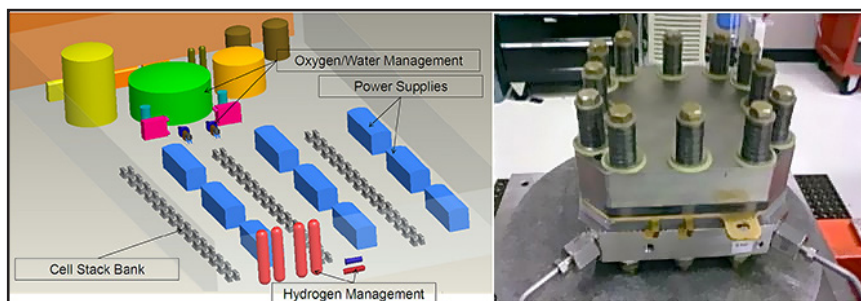 Oxygen/Water Management
Power Supplies
Cell Stack Bank
Hydrogen Management